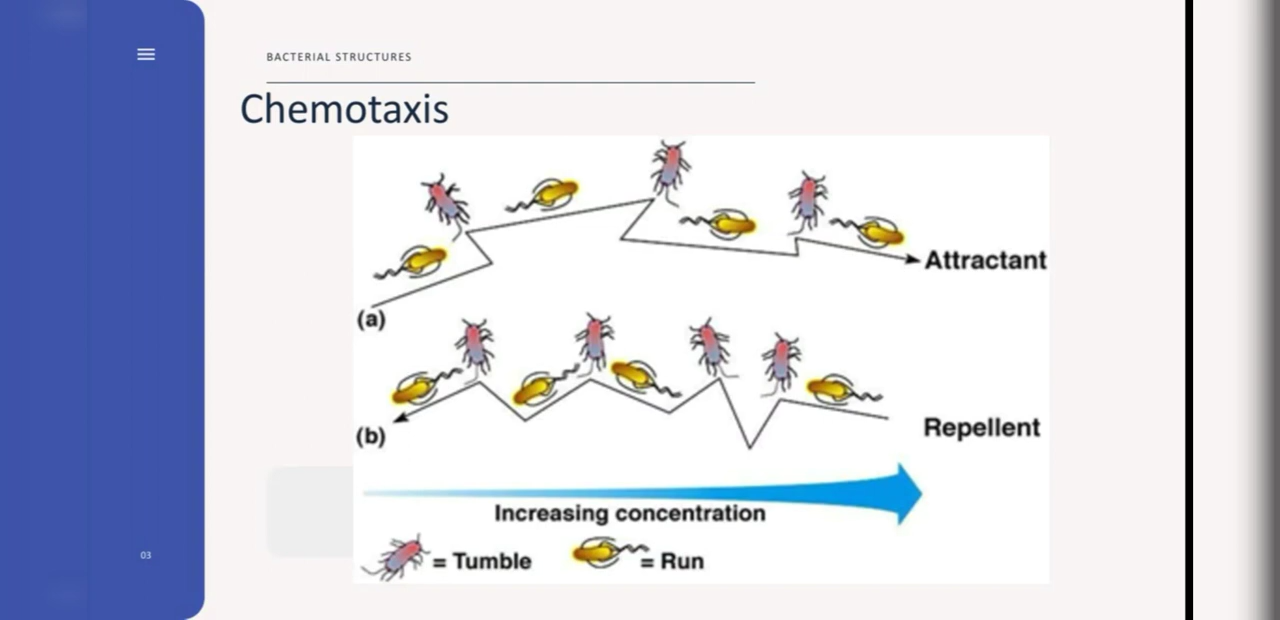 BACTERIAL STRUCTURES
Chemotaxis
Attractant
(a)
(b)
Repellent
Increasing concentration
= Tumble
= Run
03